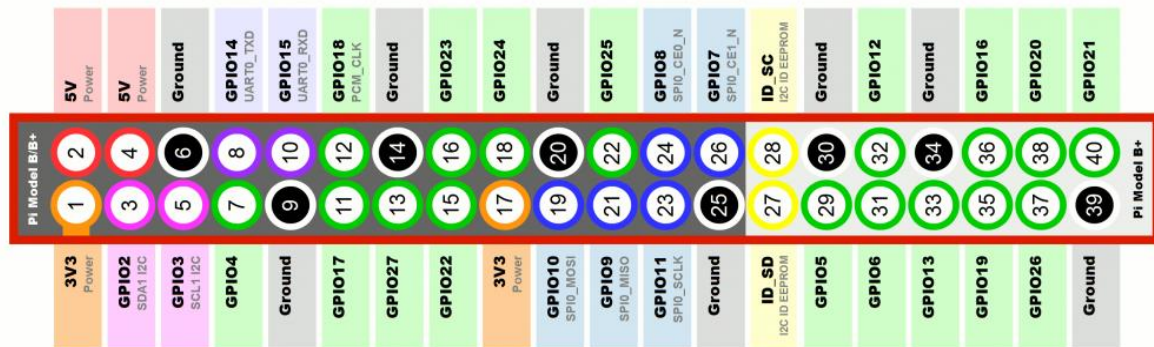 5V
Power
5V
Power
Ground
GPIO14
UART0_TXD
GPIO15
UART0_RXD
GPIO18
PCM_CLK
Ground
GPIO23
GPIO24
Ground
GPIO25
GPIO8
SPI0_CE0_N
GPIO7
SPI0_CE1_N
ID_SC
I2C ID EEPROM
Ground
GPIO12
Ground
GPIO16
GPIO20
GPIO21
Pi Model B/B+
2 4 6 8 10 12 14 16 18 20 22 24 26 28 30 32 34 36 38 40
1 3 5 7 9 11 13 15 17 19 21 23 25 27 29 31 33 35 37 39
Pi Model B+
3V3
Power
GPIO2
SDA1 I2C
GPIO3
SCL1 I2C
GPIO4
Ground
GPIO17
GPIO27
GPIO22
3V3
Power
GPIO10
SPI0_MOSI
GPIO9
SPI0_MISO
GPIO11
SPI0_SCLK
Ground
ID_SD
I2C ID EEPROM
GPIO5
GPIO6
GPIO13
GPIO19
GPIO26
Ground